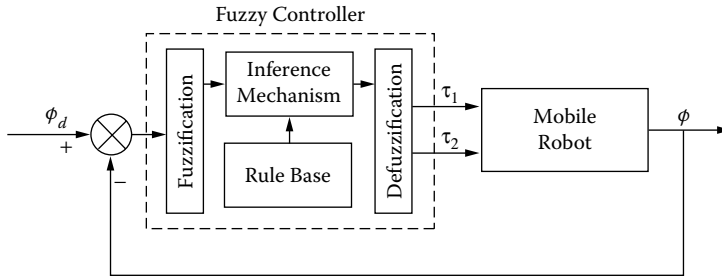 Fuzzy Controller
ϕd
+
−
Fuzzification
Inference
Mechanism
Rule Base
Defuzzification
τ1
τ2
Mobile
Robot
ϕ